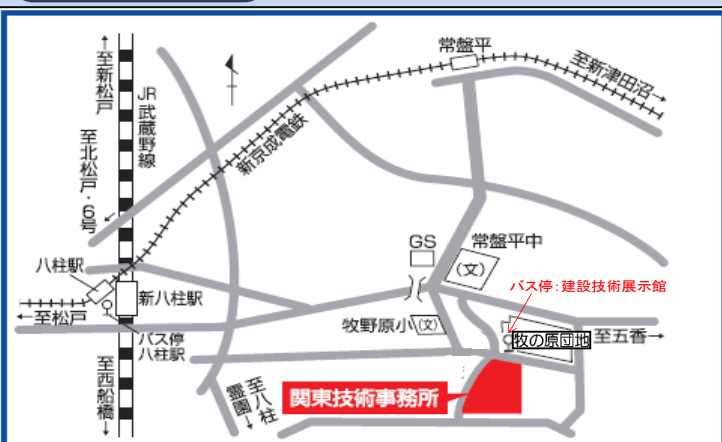 常盤平
至新津田沼→
←至新松戸
JR武蔵野線
新京成電鉄
至北松戸・6号→
GS
常盤平中
(文)
八柱駅
新八柱駅
バス停:建設技術展示館
←至松戸
バス停
八柱駅
牧野原小(文)
牧の原団地
至五香→
至西船橋→
至八柱
霊園→
関東技術事務所